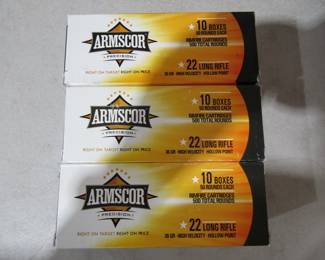 ARMSCOR
PRECISION
RIGHT ON TARGET RIGHT ON PRICE
10 BOXES
50 ROUNDS EACH
RIMFIRE CARTRIDGES
500 TOTAL ROUNDS
22 LONG RIFLE
36 GR - HIGH VELOCITY - HOLLOW POINT
ARMSCOR
PRECISION
RIGHT ON TARGET RIGHT ON PRICE
10 BOXES
50 ROUNDS EACH
RIMFIRE CARTRIDGES
500 TOTAL ROUNDS
22 LONG RIFLE
36 GR - HIGH VELOCITY - HOLLOW POINT
ARMSCOR
PRECISION
RIGHT ON TARGET RIGHT ON PRICE
10 BOXES
50 ROUNDS EACH
RIMFIRE CARTRIDGES
500 TOTAL ROUNDS
22 LONG RIFLE
36 GR - HIGH VELOCITY - HOLLOW POINT